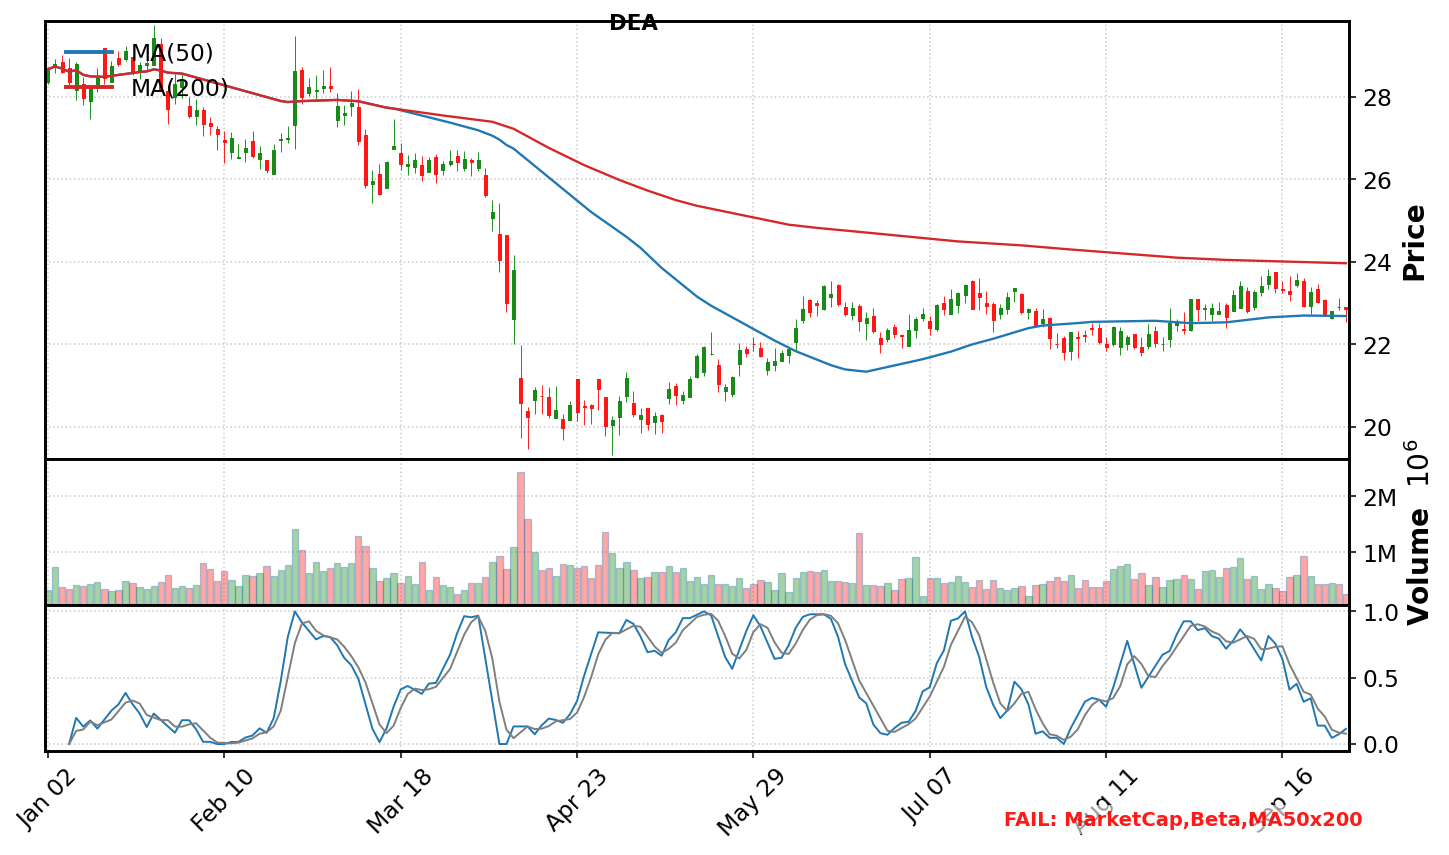 DEA
MA(50)
MA(200)
28
26
24
22
20
Price
2M
1M
Volume 10^6
1.0
0.5
0.0
Jan 02
Feb 10
Mar 18
Apr 23
May 29
Jul 07
Aug 11
Sep 16
FAIL: MarketCap,Beta,MA50x200